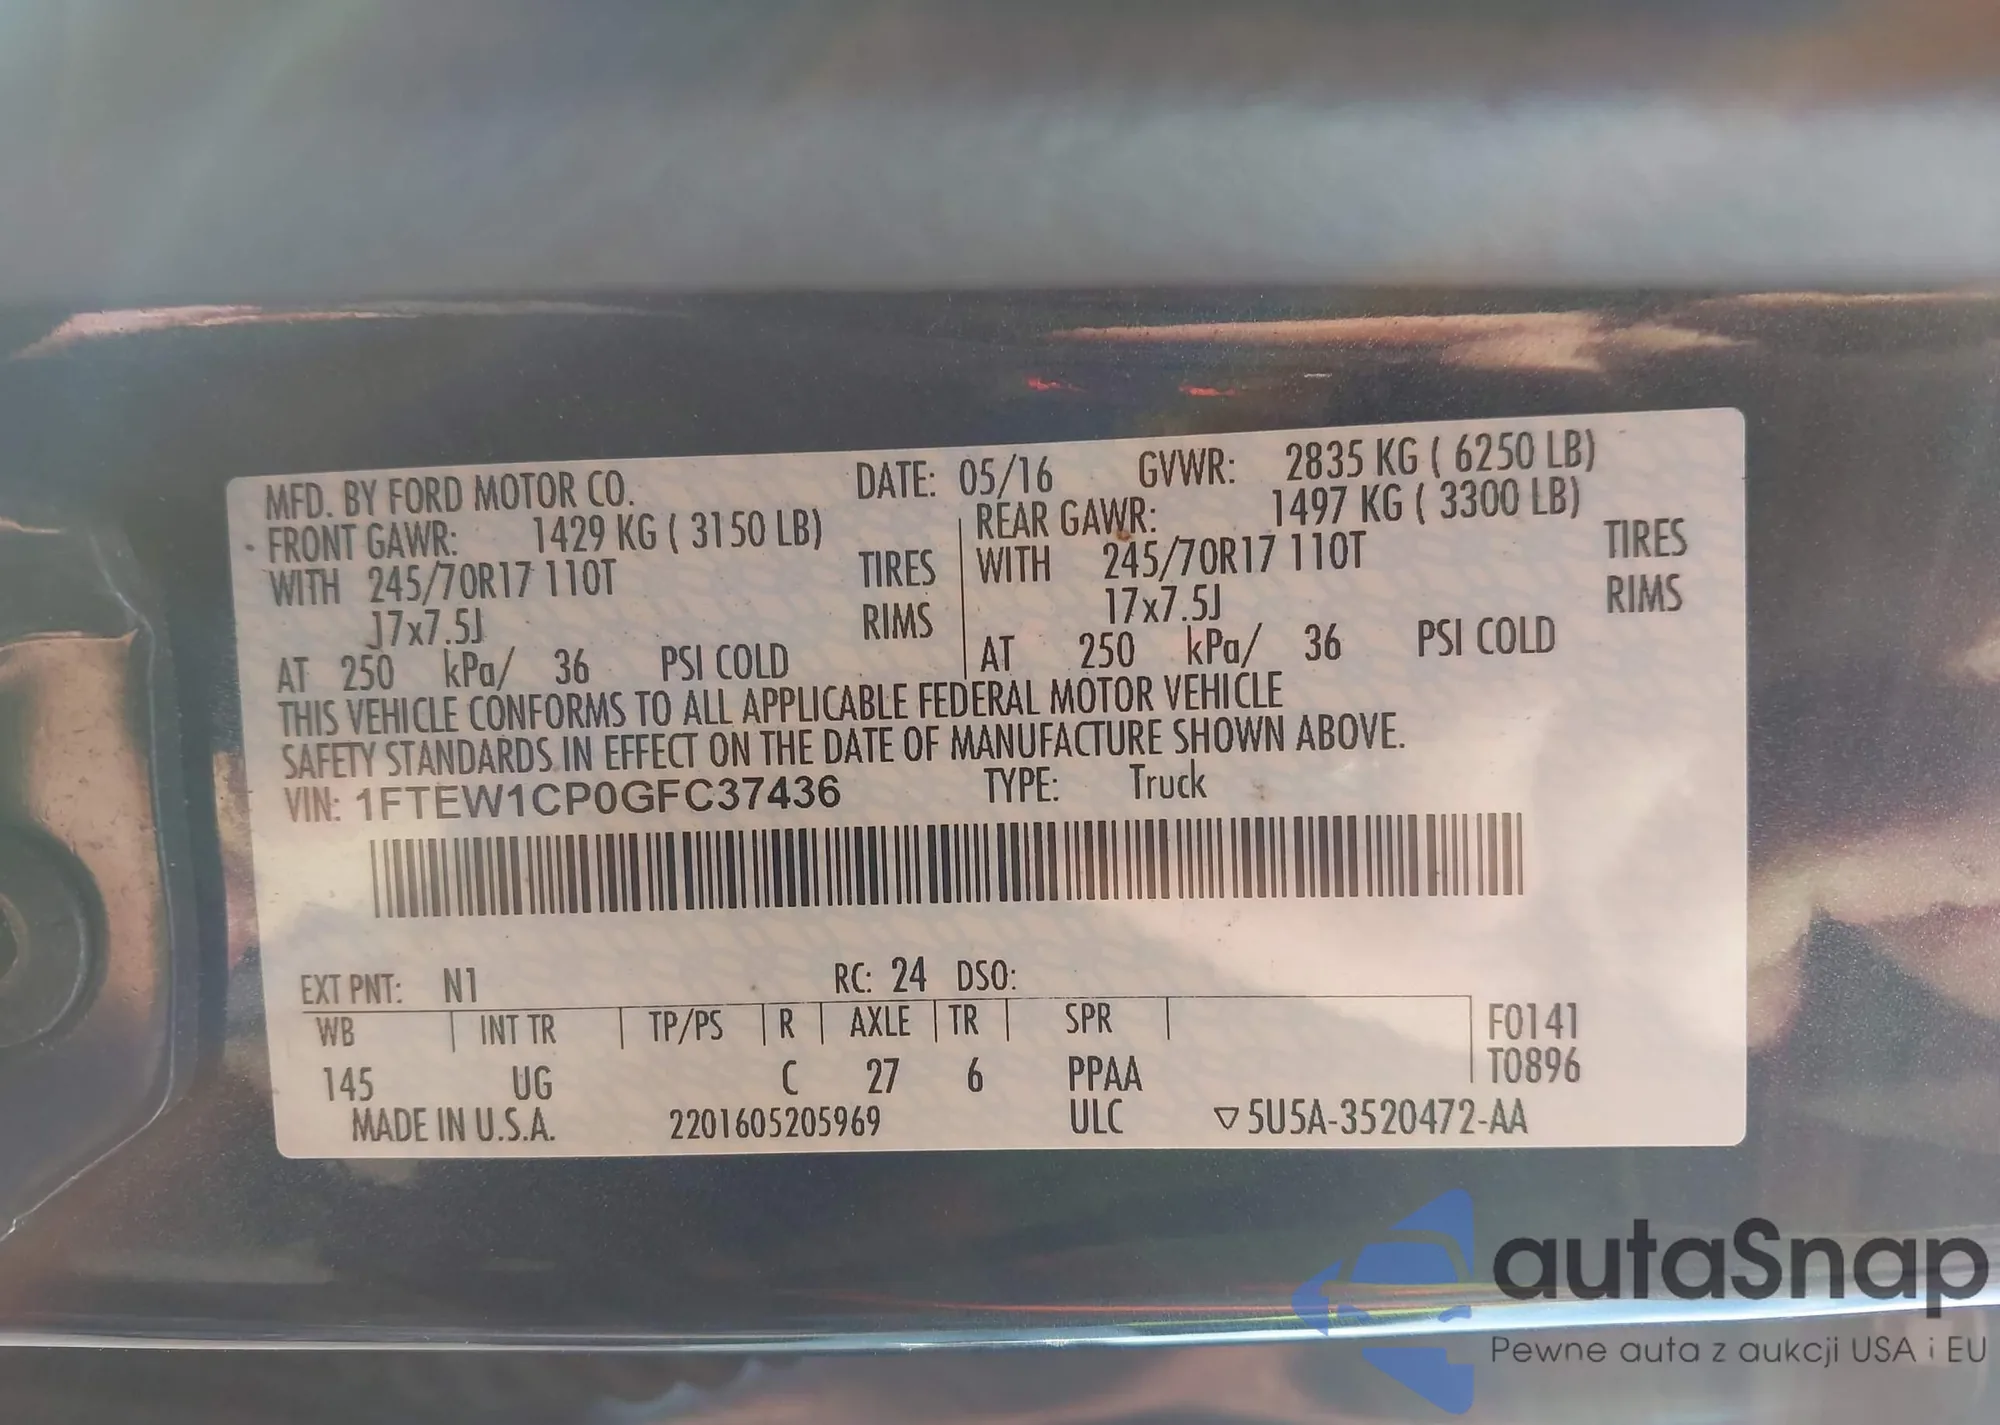 MFD. BY FORD MOTOR CO. DATE: 05/16 GVWR: 2835 KG ( 6250 LB)
FRONT GAWR: 1429 KG ( 3150 LB) REAR GAWR: 1497 KG ( 3300 LB)
WITH 245/70R17 110T TIRES WITH 245/70R17 110T TIRES
17x7.5J RIMS 17x7.5J RIMS
AT 250 kPa/ 36 PSI COLD AT 250 kPa/ 36 PSI COLD
THIS VEHICLE CONFORMS TO ALL APPLICABLE FEDERAL MOTOR VEHICLE
SAFETY STANDARDS IN EFFECT ON THE DATE OF MANUFACTURE SHOWN ABOVE.
VIN: 1FTEW1CP0GFC37436 TYPE: Truck
EXT PNT: N1 RC: 24 DSO:
WB INT TR TP/PS R AXLE TR SPR F0141
145 UG C 27 6 PPAA T0896
MADE IN U.S.A. 2201605205969 ULC ▽5U5A-3520472-AA
autaSnap
Pewne auta z aukcji USA i EU